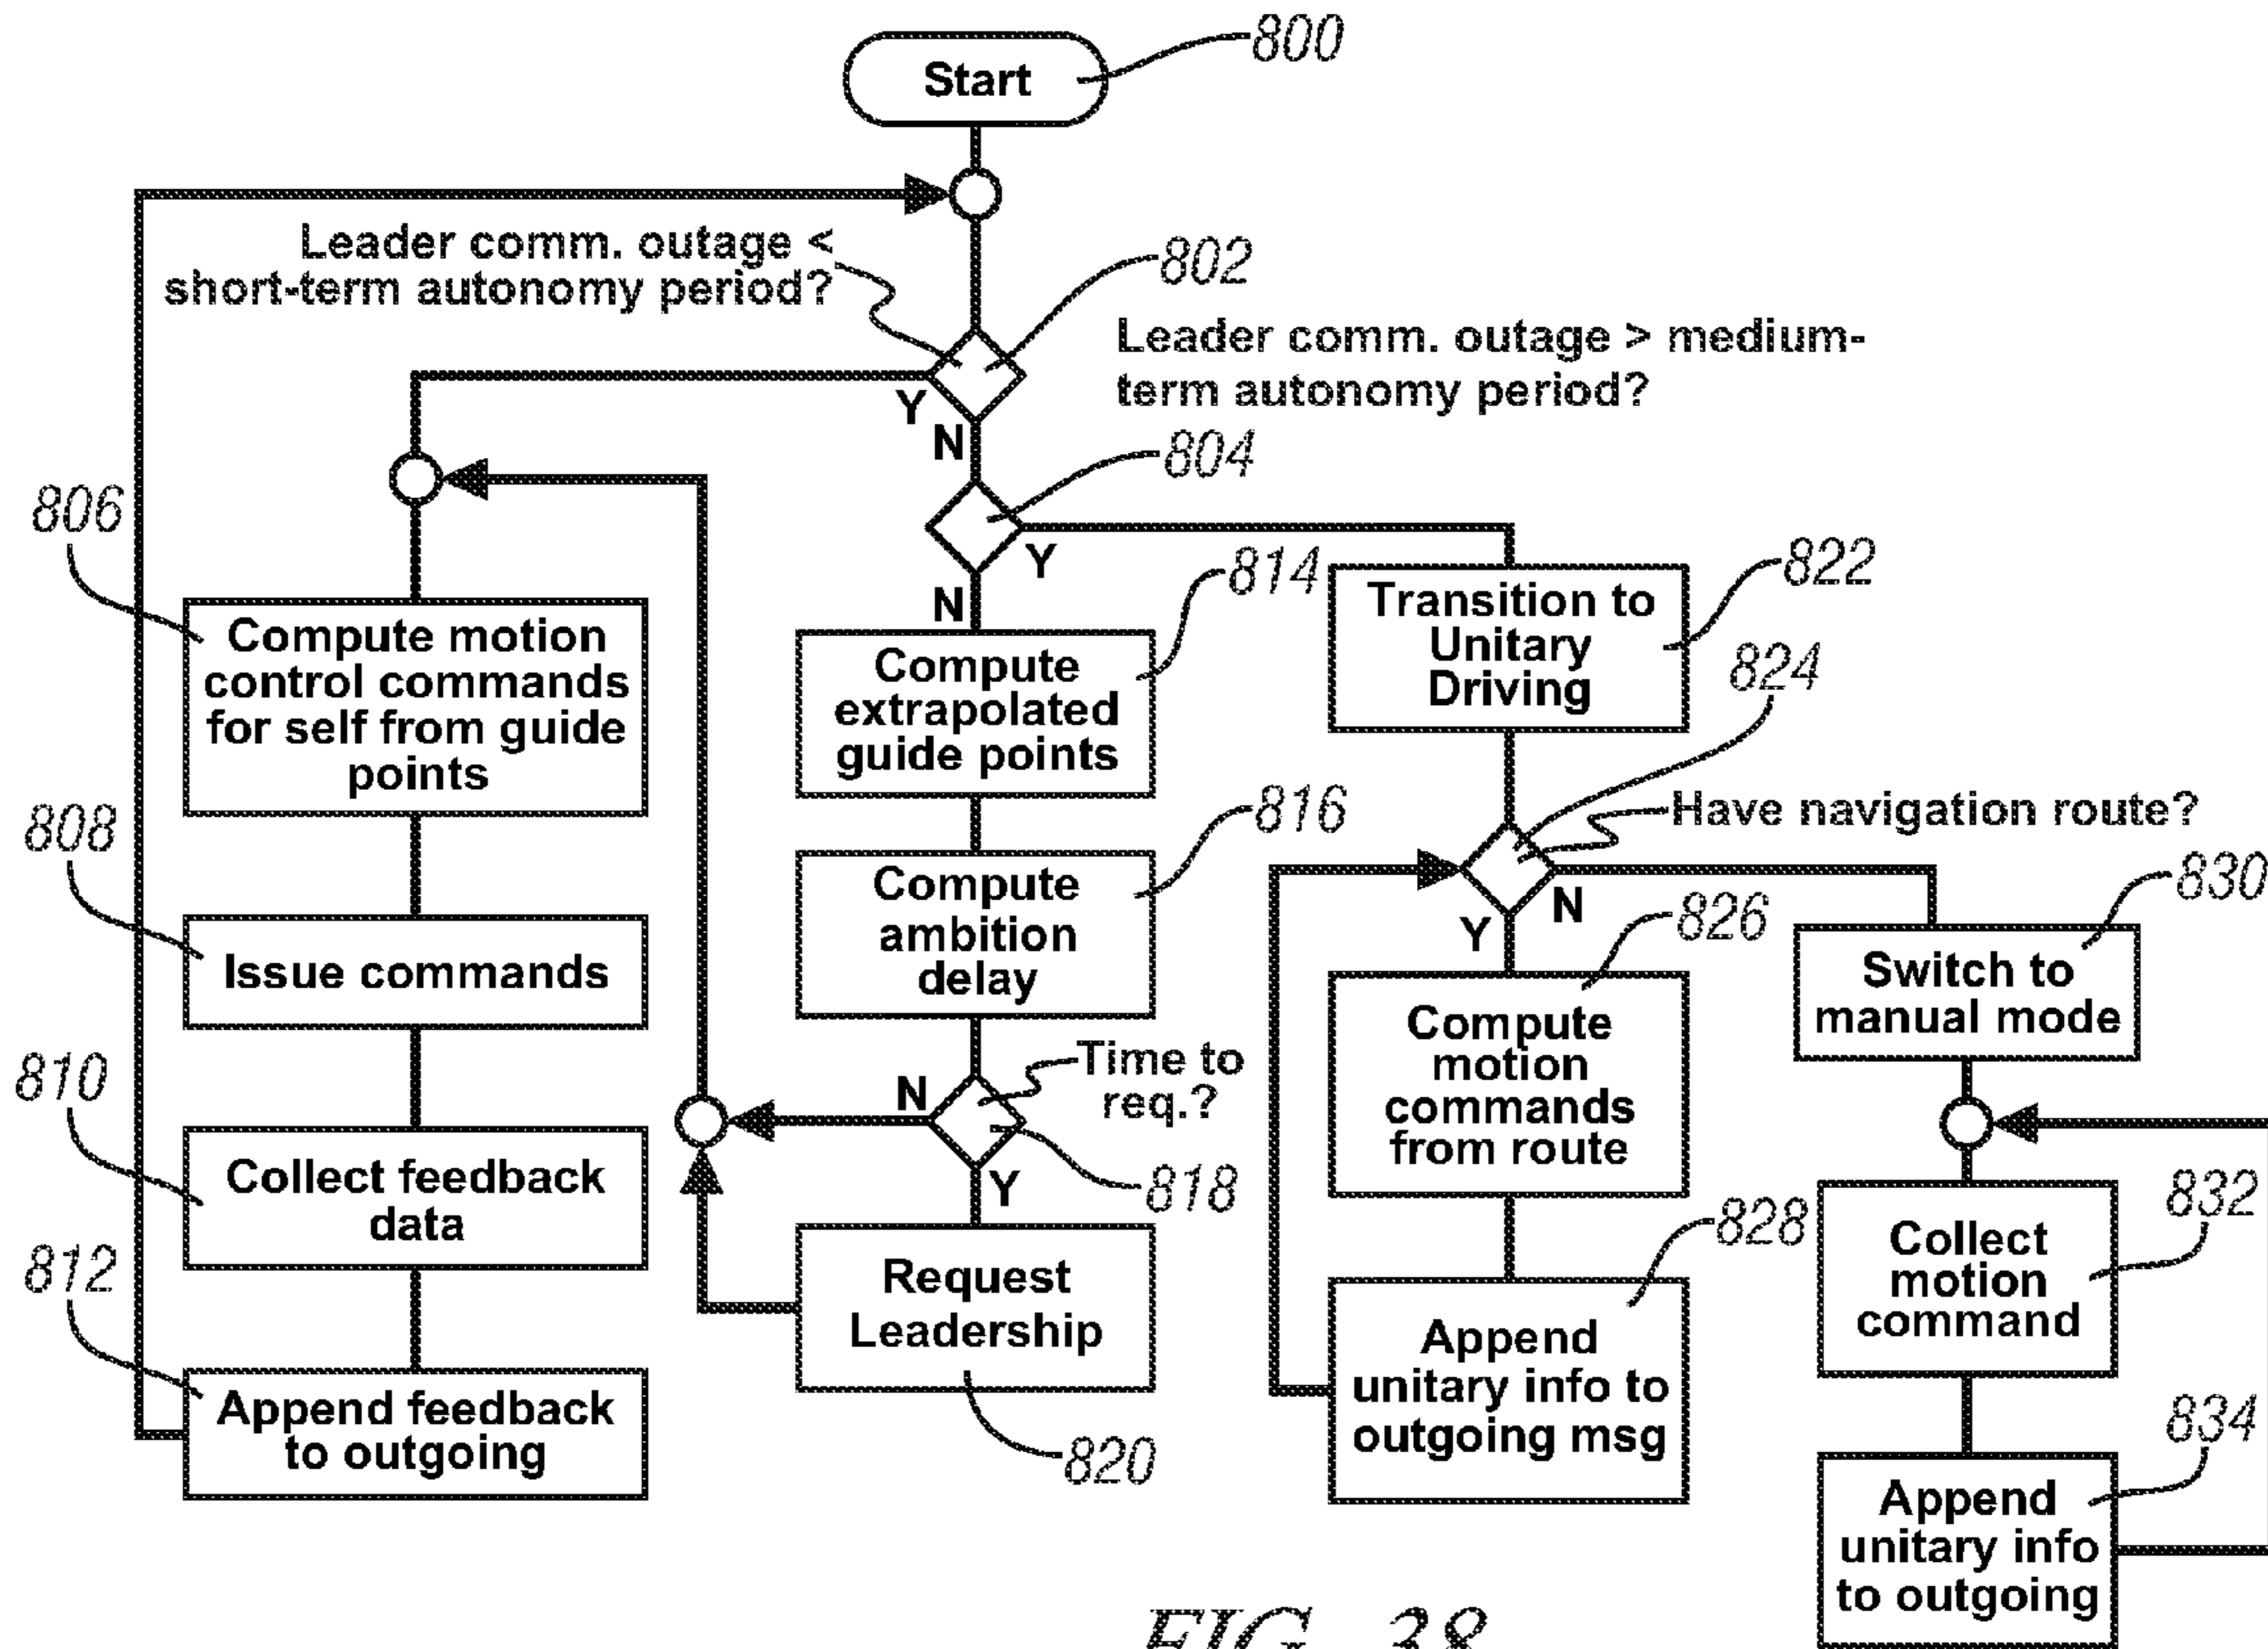 Start
800
Leader comm. outage <
short-term autonomy period?
802
Leader comm. outage > medium-
term autonomy period?
Y
N
804
Y
N
806
Compute motion
control commands
for self from guide
points
808
Issue commands
810
Collect feedback
data
812
Append feedback
to outgoing
814
Compute
extrapolated
guide points
816
Compute
ambition
delay
Time to
req.?
N
Y
818
Request
Leadership
820
822
Transition to
Unitary
Driving
824
Have navigation route?
N
Y
826
Compute
motion
commands
from route
828
Append
unitary info to
outgoing msg
830
Switch to
manual mode
832
Collect
motion
command
834
Append
unitary info
to outgoing
FIG. 38